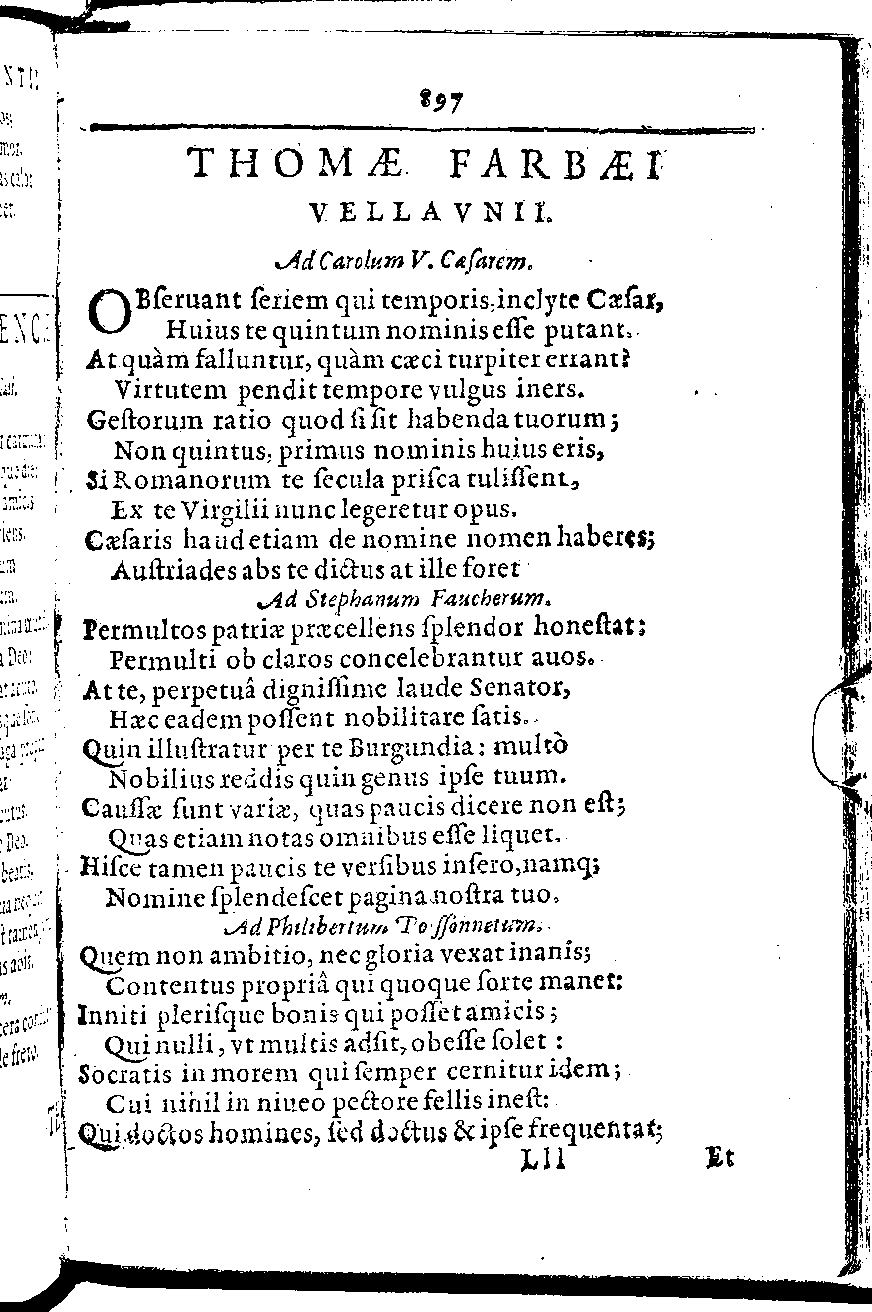 897
THOMÆ FARBÆI
VELLAVNII.
Ad Carolum V. Cæſarem.
OBſeruant ſeriem qui temporis, inclyte Cæſar,
Huius te quintum nominis eſſe putant.
At quàm falluntur, quàm cæci turpiter errant?
Virtutem pendit tempore vulgus iners.
Geſtorum ratio quod ſi ſit habenda tuorum;
Non quintus, primus nominis huius eris,
Si Romanorum te ſecula priſca tuliſſent,
Ex te Virgilii nunc legeretur opus.
Cæſaris haud etiam de nomine nomen haberes;
Auſtriades abs te dictus at ille foret
Ad Stephanum Faucherum.
Permultos patriæ præcellens ſplendor honeſtat:
Permulti ob claros concelebrantur auos.
At te, perpetuâ digniſſime laude Senator,
Hæc eadem poſſent nobilitare ſatis.
Quin illuſtratur per te Burgundia: multò
Nobilius reddis quin genus ipſe tuum.
Cauſſæ ſunt variæ, quas paucis dicere non eſt;
Quas etiam notas omnibus eſſe liquet.
Hiſce tamen paucis te verſibus inſero, namq;
Nomine ſplendeſcet pagina noſtra tuo.
Ad Philibertum Toſſonnetum.
Quem non ambitio, nec gloria vexat inanis;
Contentus propriâ qui quoque ſorte manet:
Inniti pleriſque bonis qui poſſet amicis;
Qui nulli, vt multis adſit, obeſſe ſolet:
Socratis in morem qui ſemper cernitur idem;
Cui nihil in niueo pectore fellis ineſt:
Qui doctos homines, ſed doctus & ipſe frequentat;
Lll Et